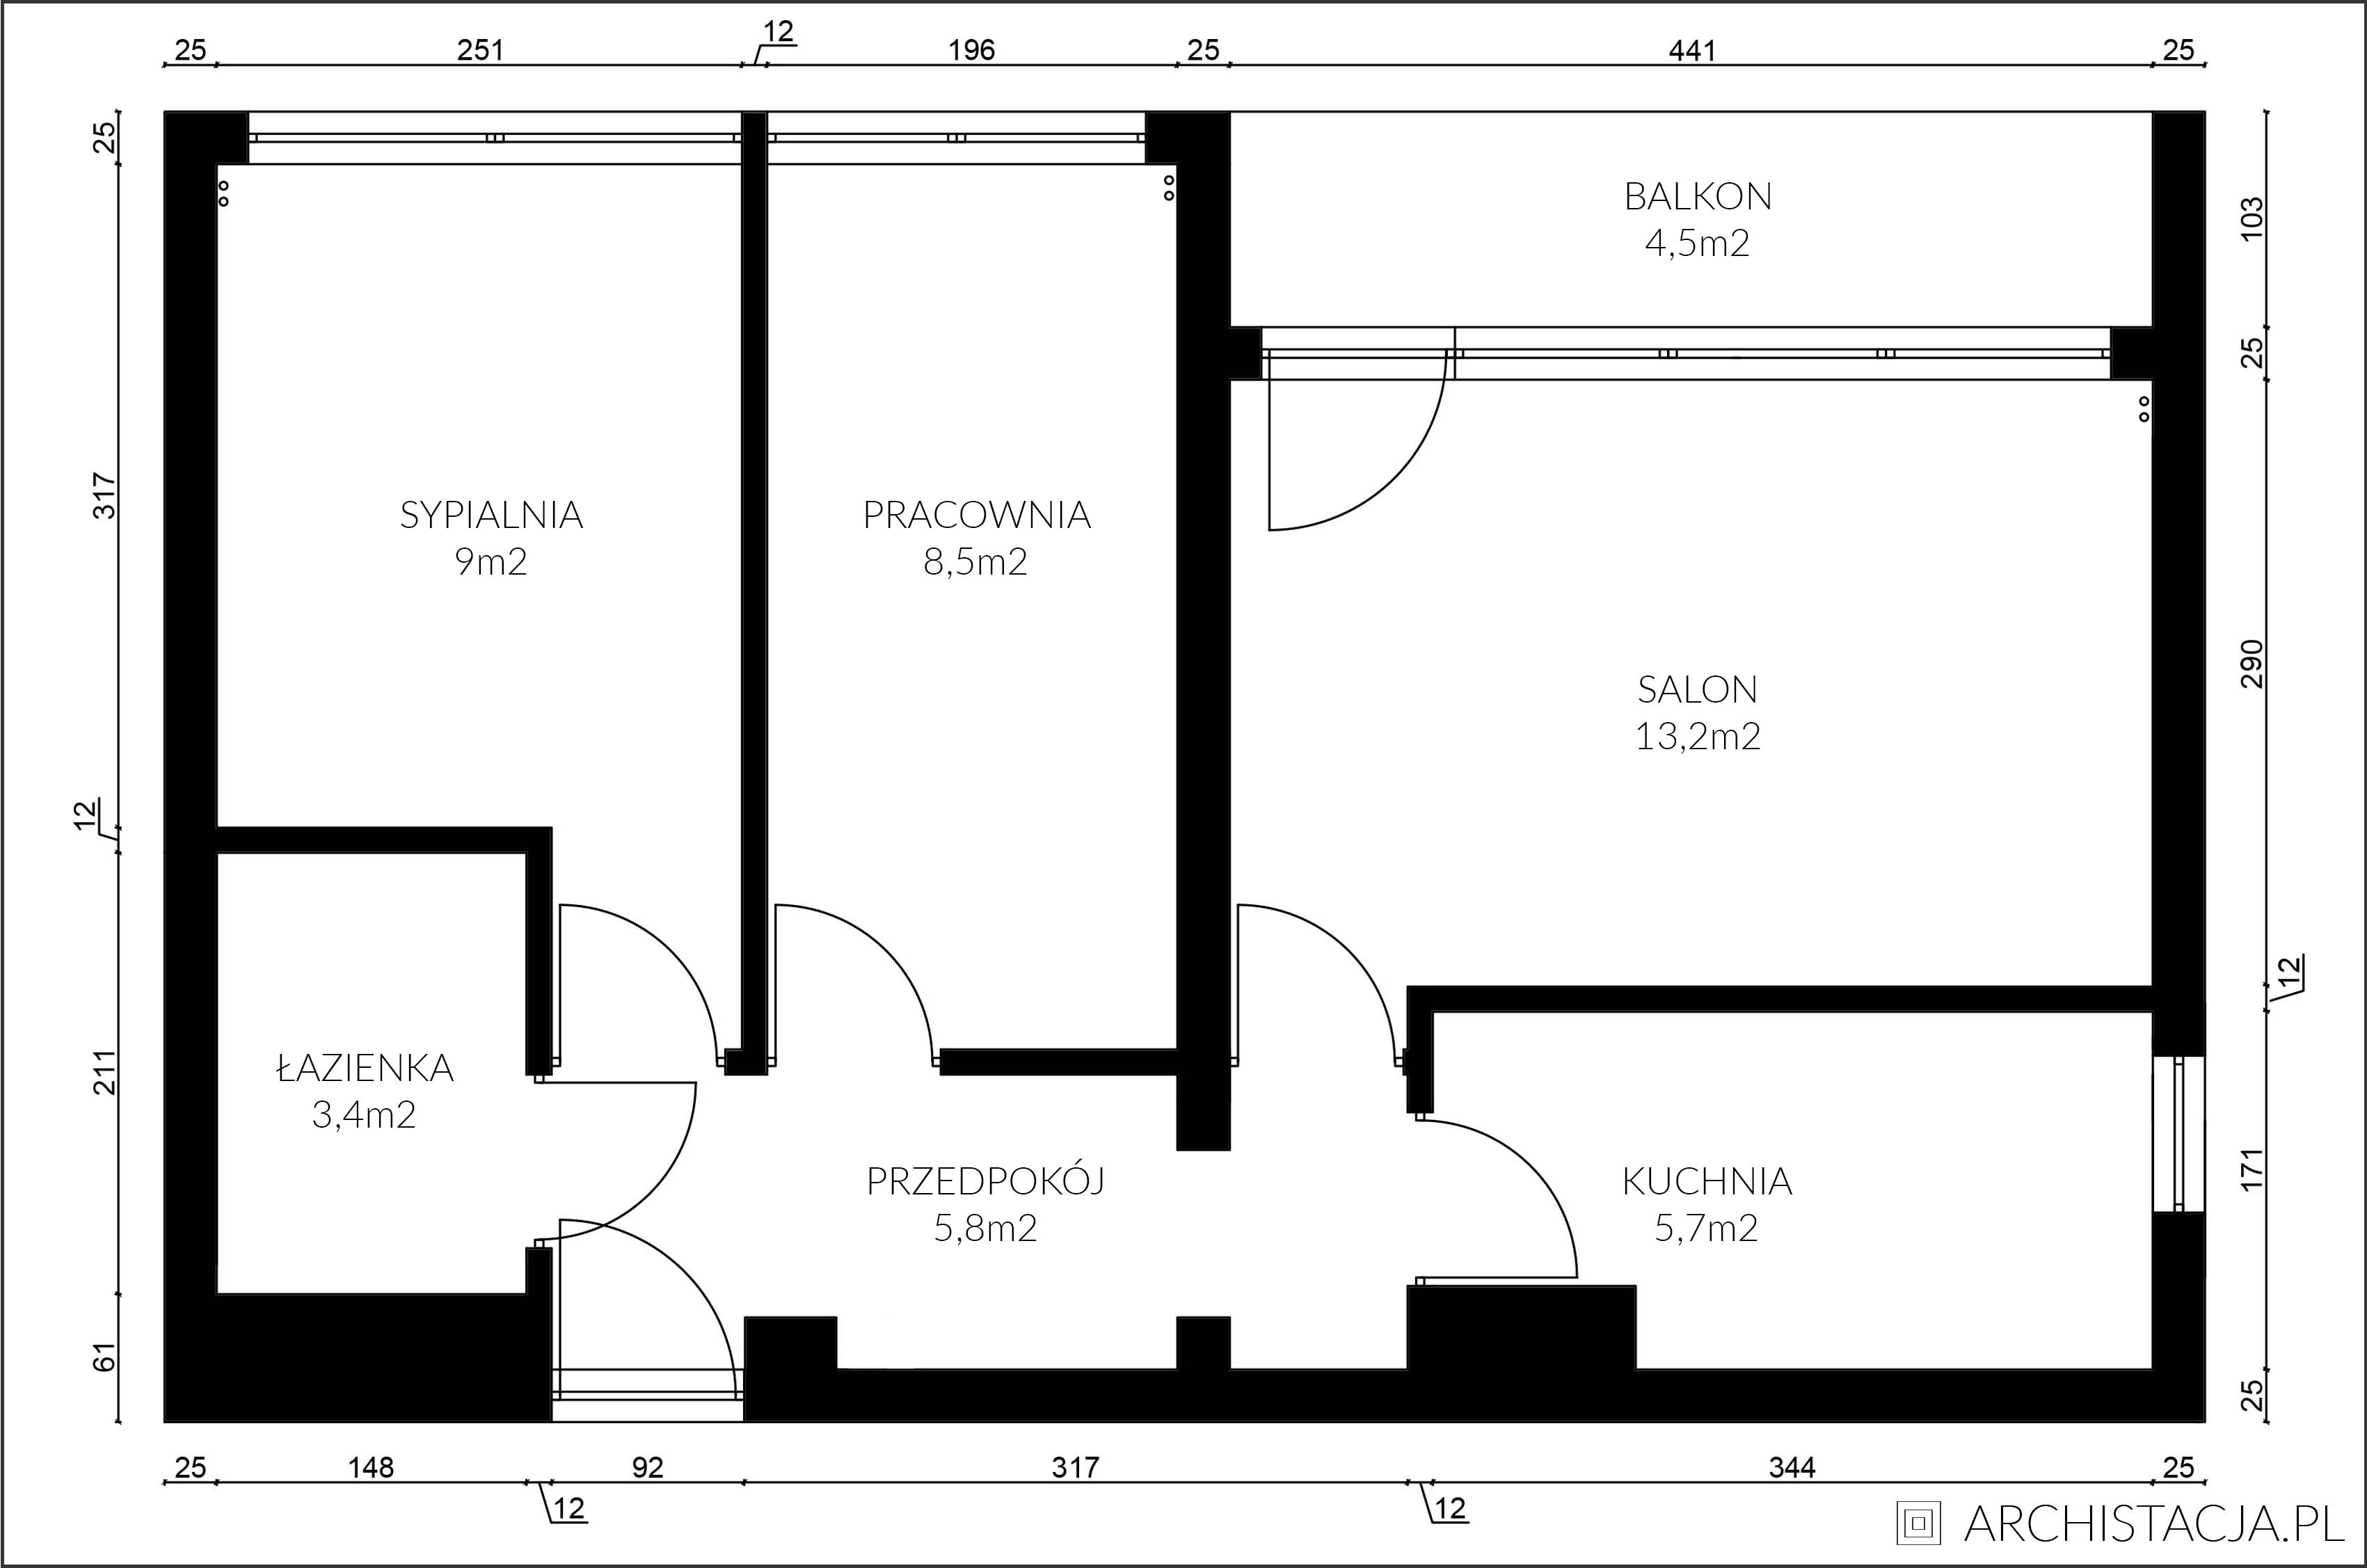 12
25 251 196 25 441 25
25
103
BALKON
4,5m2
25
317
SYPIALNIA
9m2
PRACOWNIA
8,5m2
290
SALON
13,2m2
12
12
211
ŁAZIENKA
3,4m2
171
PRZEDPOKÓJ
5,8m2
KUCHNIA
5,7m2
61
25
25 148 92 317 344 25
12 12
ARCHISTACJA.PL